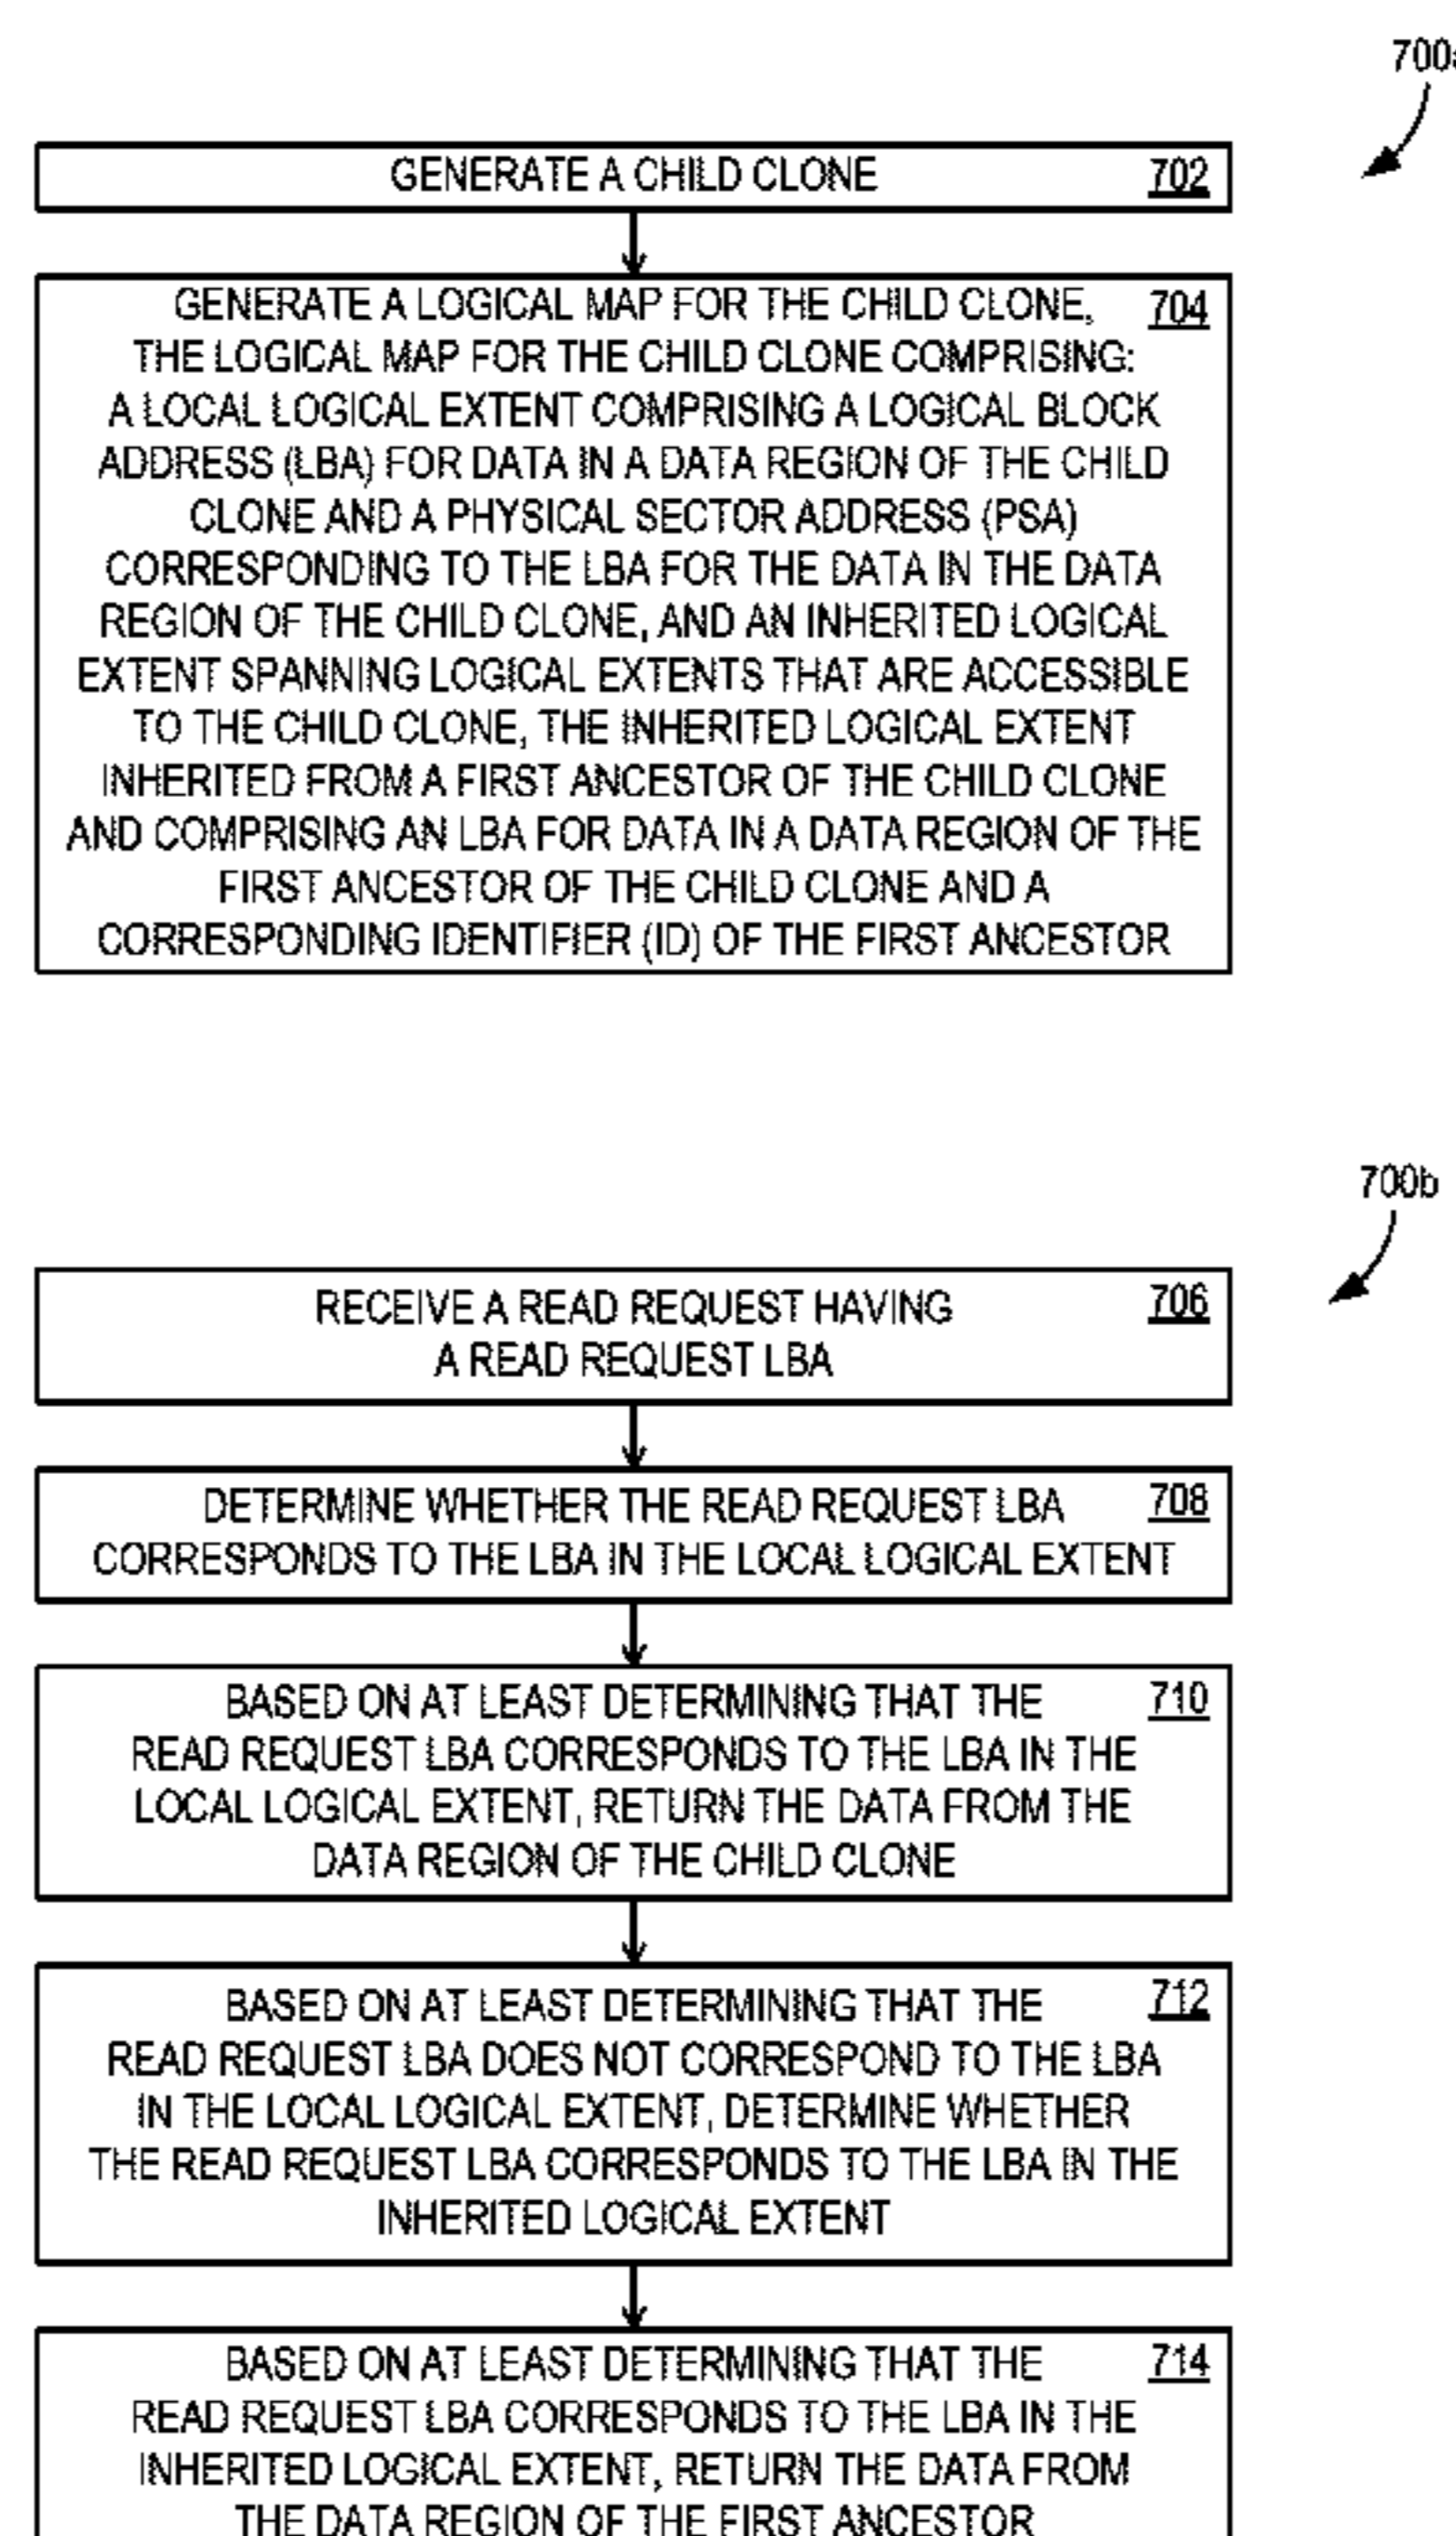 700a
GENERATE A CHILD CLONE 702
GENERATE A LOGICAL MAP FOR THE CHILD CLONE, 704
THE LOGICAL MAP FOR THE CHILD CLONE COMPRISING:
A LOCAL LOGICAL EXTENT COMPRISING A LOGICAL BLOCK
ADDRESS (LBA) FOR DATA IN A DATA REGION OF THE CHILD
CLONE AND A PHYSICAL SECTOR ADDRESS (PSA)
CORRESPONDING TO THE LBA FOR THE DATA IN THE DATA
REGION OF THE CHILD CLONE, AND AN INHERITED LOGICAL
EXTENT SPANNING LOGICAL EXTENTS THAT ARE ACCESSIBLE
TO THE CHILD CLONE, THE INHERITED LOGICAL EXTENT
INHERITED FROM A FIRST ANCESTOR OF THE CHILD CLONE
AND COMPRISING AN LBA FOR DATA IN A DATA REGION OF THE
FIRST ANCESTOR OF THE CHILD CLONE AND A
CORRESPONDING IDENTIFIER (ID) OF THE FIRST ANCESTOR
700b
RECEIVE A READ REQUEST HAVING 706
A READ REQUEST LBA
DETERMINE WHETHER THE READ REQUEST LBA 708
CORRESPONDS TO THE LBA IN THE LOCAL LOGICAL EXTENT
BASED ON AT LEAST DETERMINING THAT THE 710
READ REQUEST LBA CORRESPONDS TO THE LBA IN THE
LOCAL LOGICAL EXTENT, RETURN THE DATA FROM THE
DATA REGION OF THE CHILD CLONE
BASED ON AT LEAST DETERMINING THAT THE 712
READ REQUEST LBA DOES NOT CORRESPOND TO THE LBA
IN THE LOCAL LOGICAL EXTENT, DETERMINE WHETHER
THE READ REQUEST LBA CORRESPONDS TO THE LBA IN THE
INHERITED LOGICAL EXTENT
BASED ON AT LEAST DETERMINING THAT THE 714
READ REQUEST LBA CORRESPONDS TO THE LBA IN THE
INHERITED LOGICAL EXTENT, RETURN THE DATA FROM
THE DATA REGION OF THE FIRST ANCESTOR